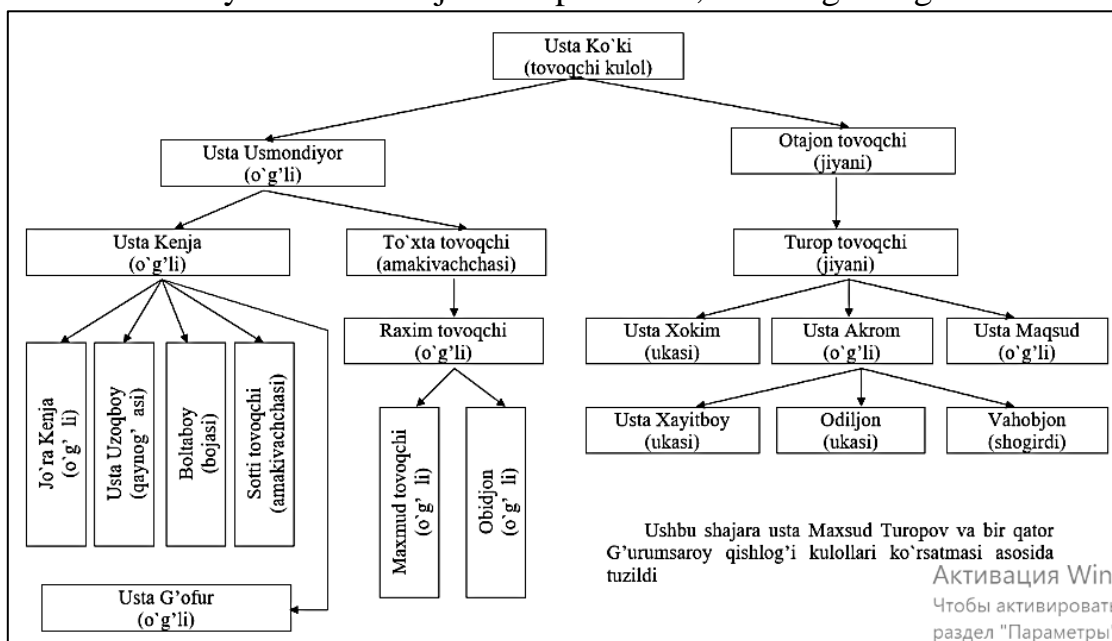 Usta Ko`ki
(tovoqchi kulol)
Usta Usmondiyor
(o`g'li)
Otajon tovoqchi
(jiyani)
Usta Kenja
(o`g'li)
To`xta tovoqchi
(amakivachchasi)
Turop tovoqchi
(jiyani)
Raxim tovoqchi
(o`g'li)
Usta Xokim
(ukasi)
Usta Akrom
(o`g'li)
Usta Maqsud
(o`g'li)
Jo`ra Kenja
(o`g' li)
Usta Uzoqboy
(qaynog' asi)
Boltaboy
(bojasi)
Sotti tovoqchi
(amakivachchasi)
Maxmud tovoqchi
(o`g' li)
Obidjon
(o`g' li)
Usta Xayitboy
(ukasi)
Odiljon
(ukasi)
Vahobjon
(shogirdi)
Usta G'ofur
(o`g'li)
Ushbu shajara usta Maxsud Turopov va bir qator
G'urumsaroy qishlog'i kulollari ko`rsatmasi asosida
tuzildi
Активация Win
Чтобы активировать
раздел "Параметры"